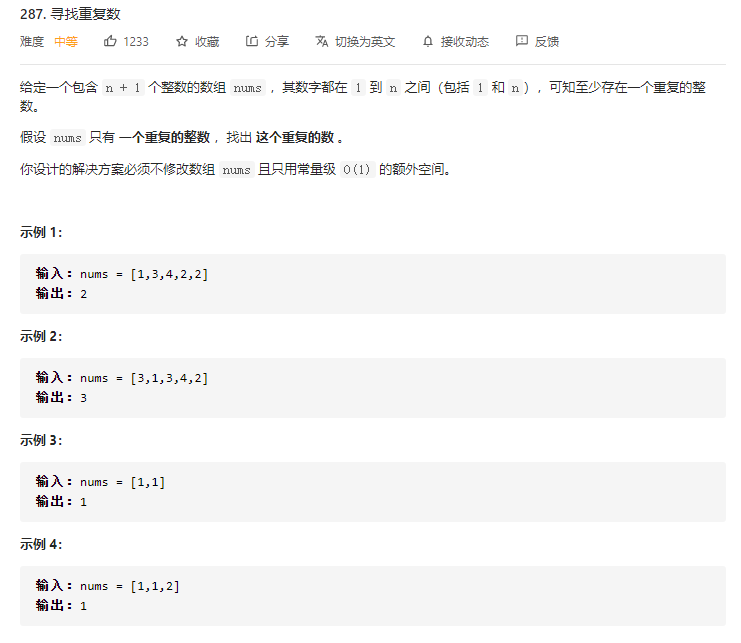 287. 寻找重复数
难度 中等 1233 收藏 分享 切换为英文 接收动态 反馈
给定一个包含 n + 1 个整数的数组 nums ，其数字都在 1 到 n 之间（包括 1 和 n），可知至少存在一个重复的整
数。
假设 nums 只有 一个重复的整数 ，找出 这个重复的数 。
你设计的解决方案必须不修改数组 nums 且只用常量级 O(1) 的额外空间。
示例 1：
输入：nums = [1,3,4,2,2]
输出：2
示例 2：
输入：nums = [3,1,3,4,2]
输出：3
示例 3：
输入：nums = [1,1]
输出：1
示例 4：
输入：nums = [1,1,2]
输出：1